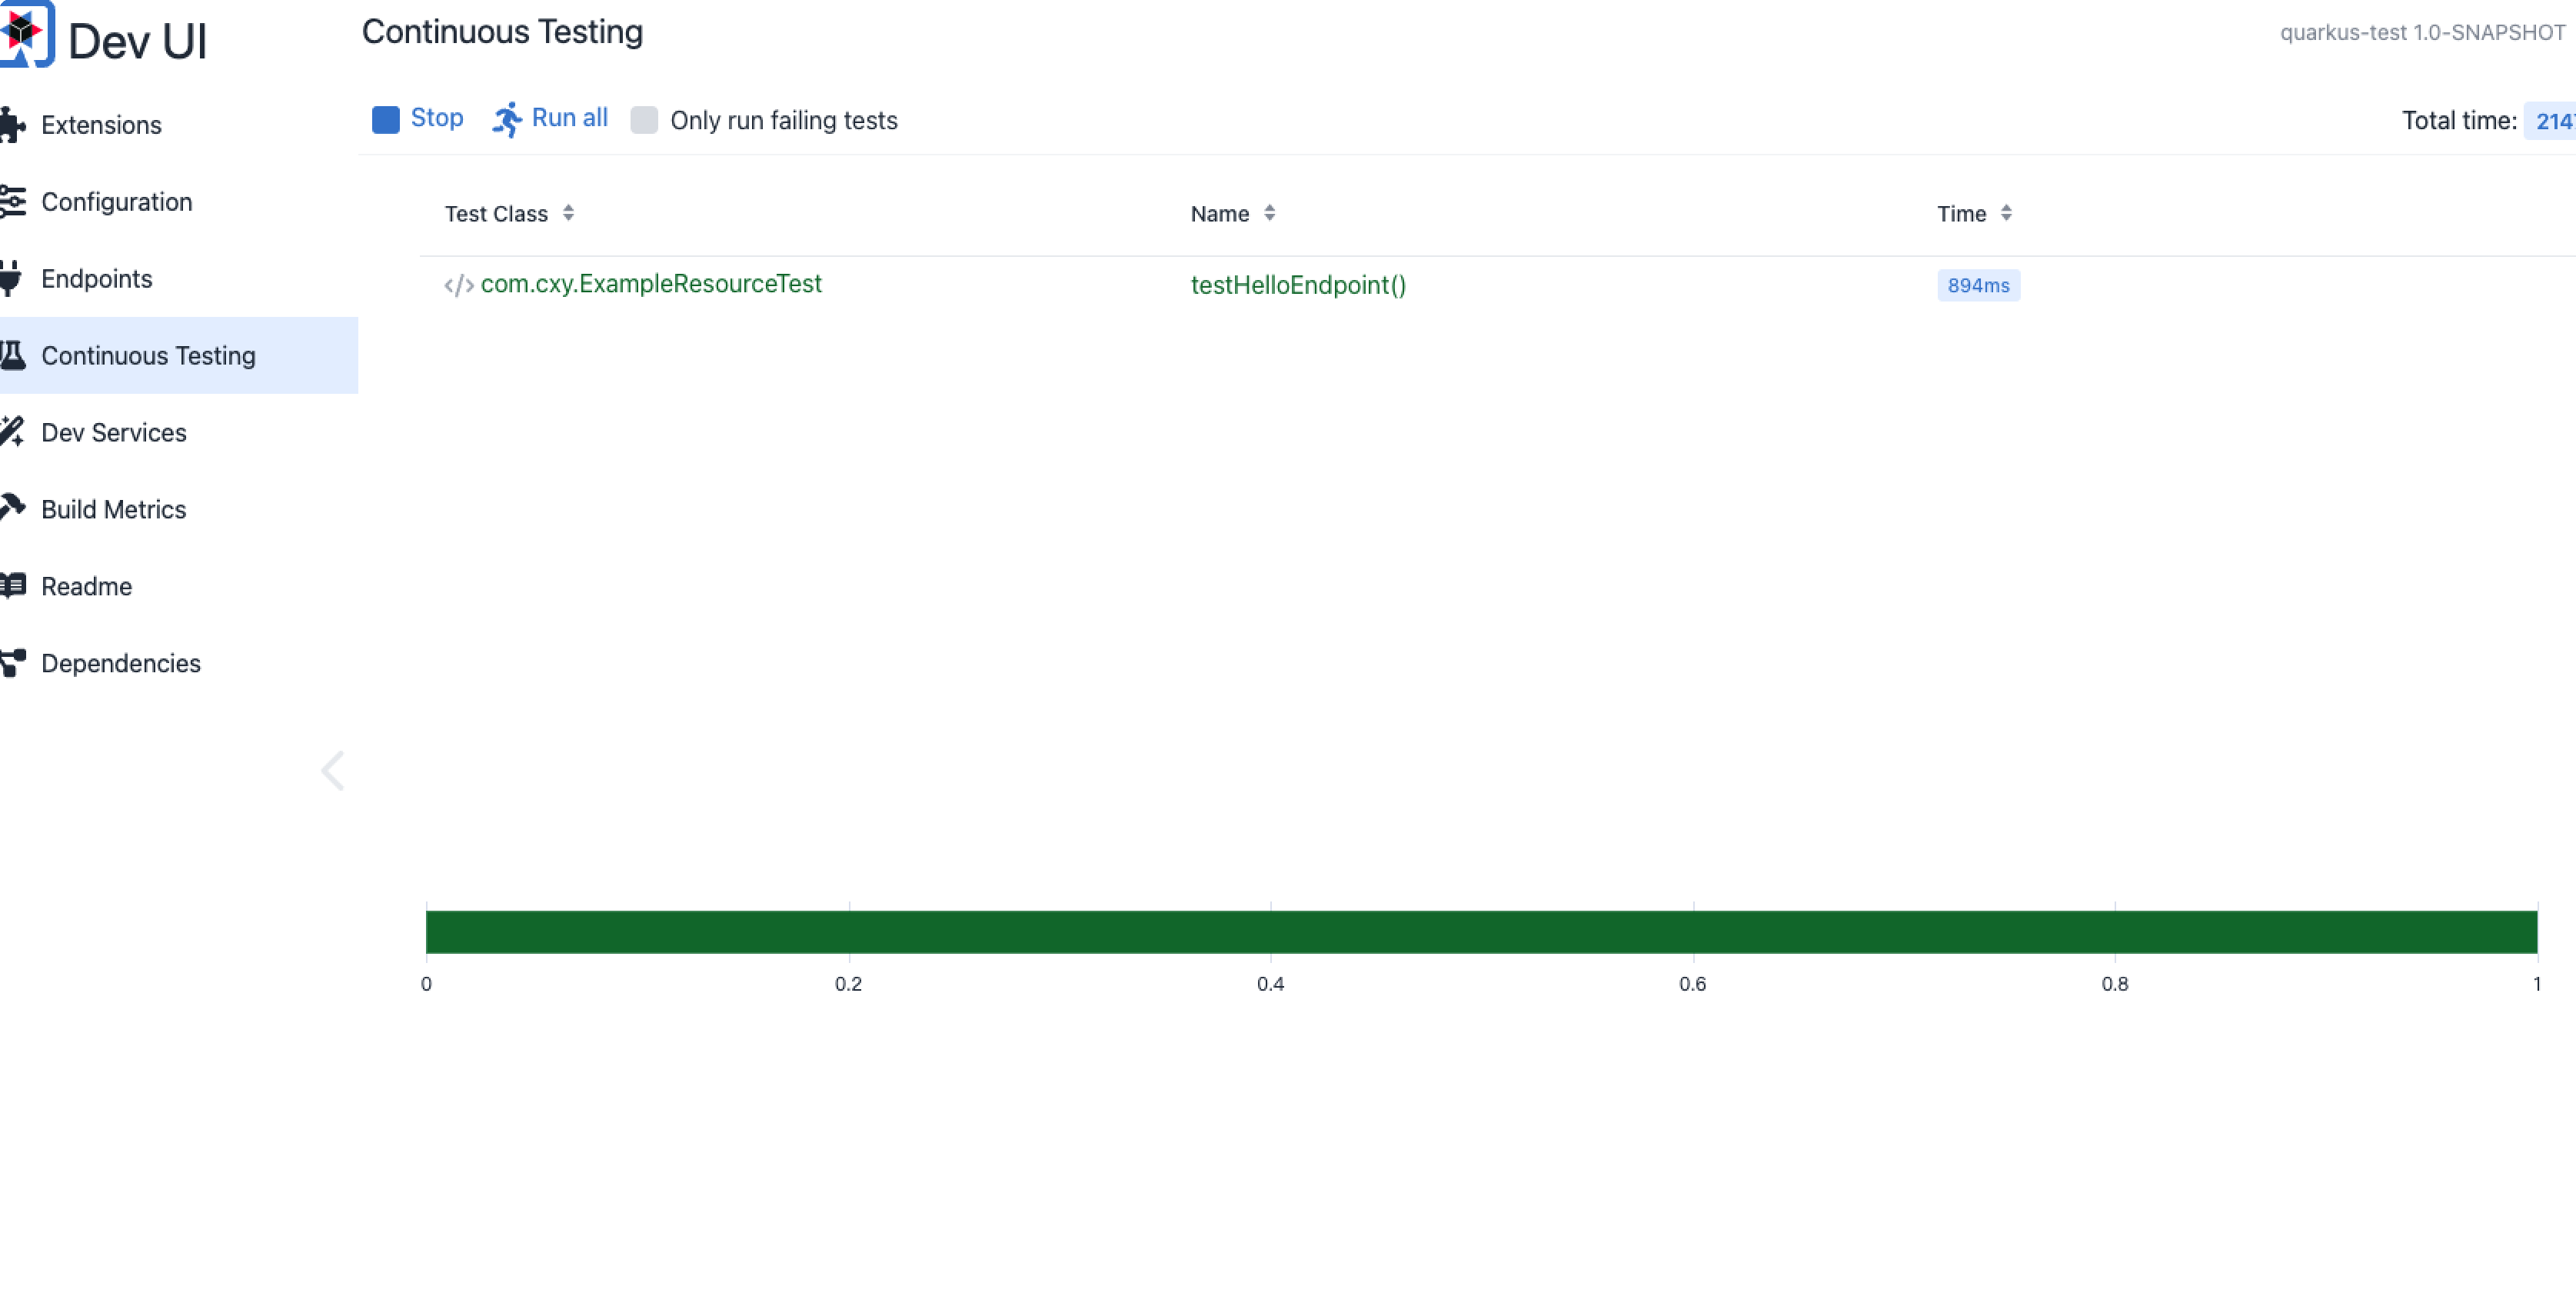 Dev UI
Continuous Testing
quarkus-test 1.0-SNAPSHOT
Extensions
Configuration
Endpoints
Continuous Testing
Dev Services
Build Metrics
Readme
Dependencies
Stop Run all Only run failing tests
Total time:
Test Class Name Time
</> com.cxy.ExampleResourceTest testHelloEndpoint() 894ms
0 0.2 0.4 0.6 0.8 1